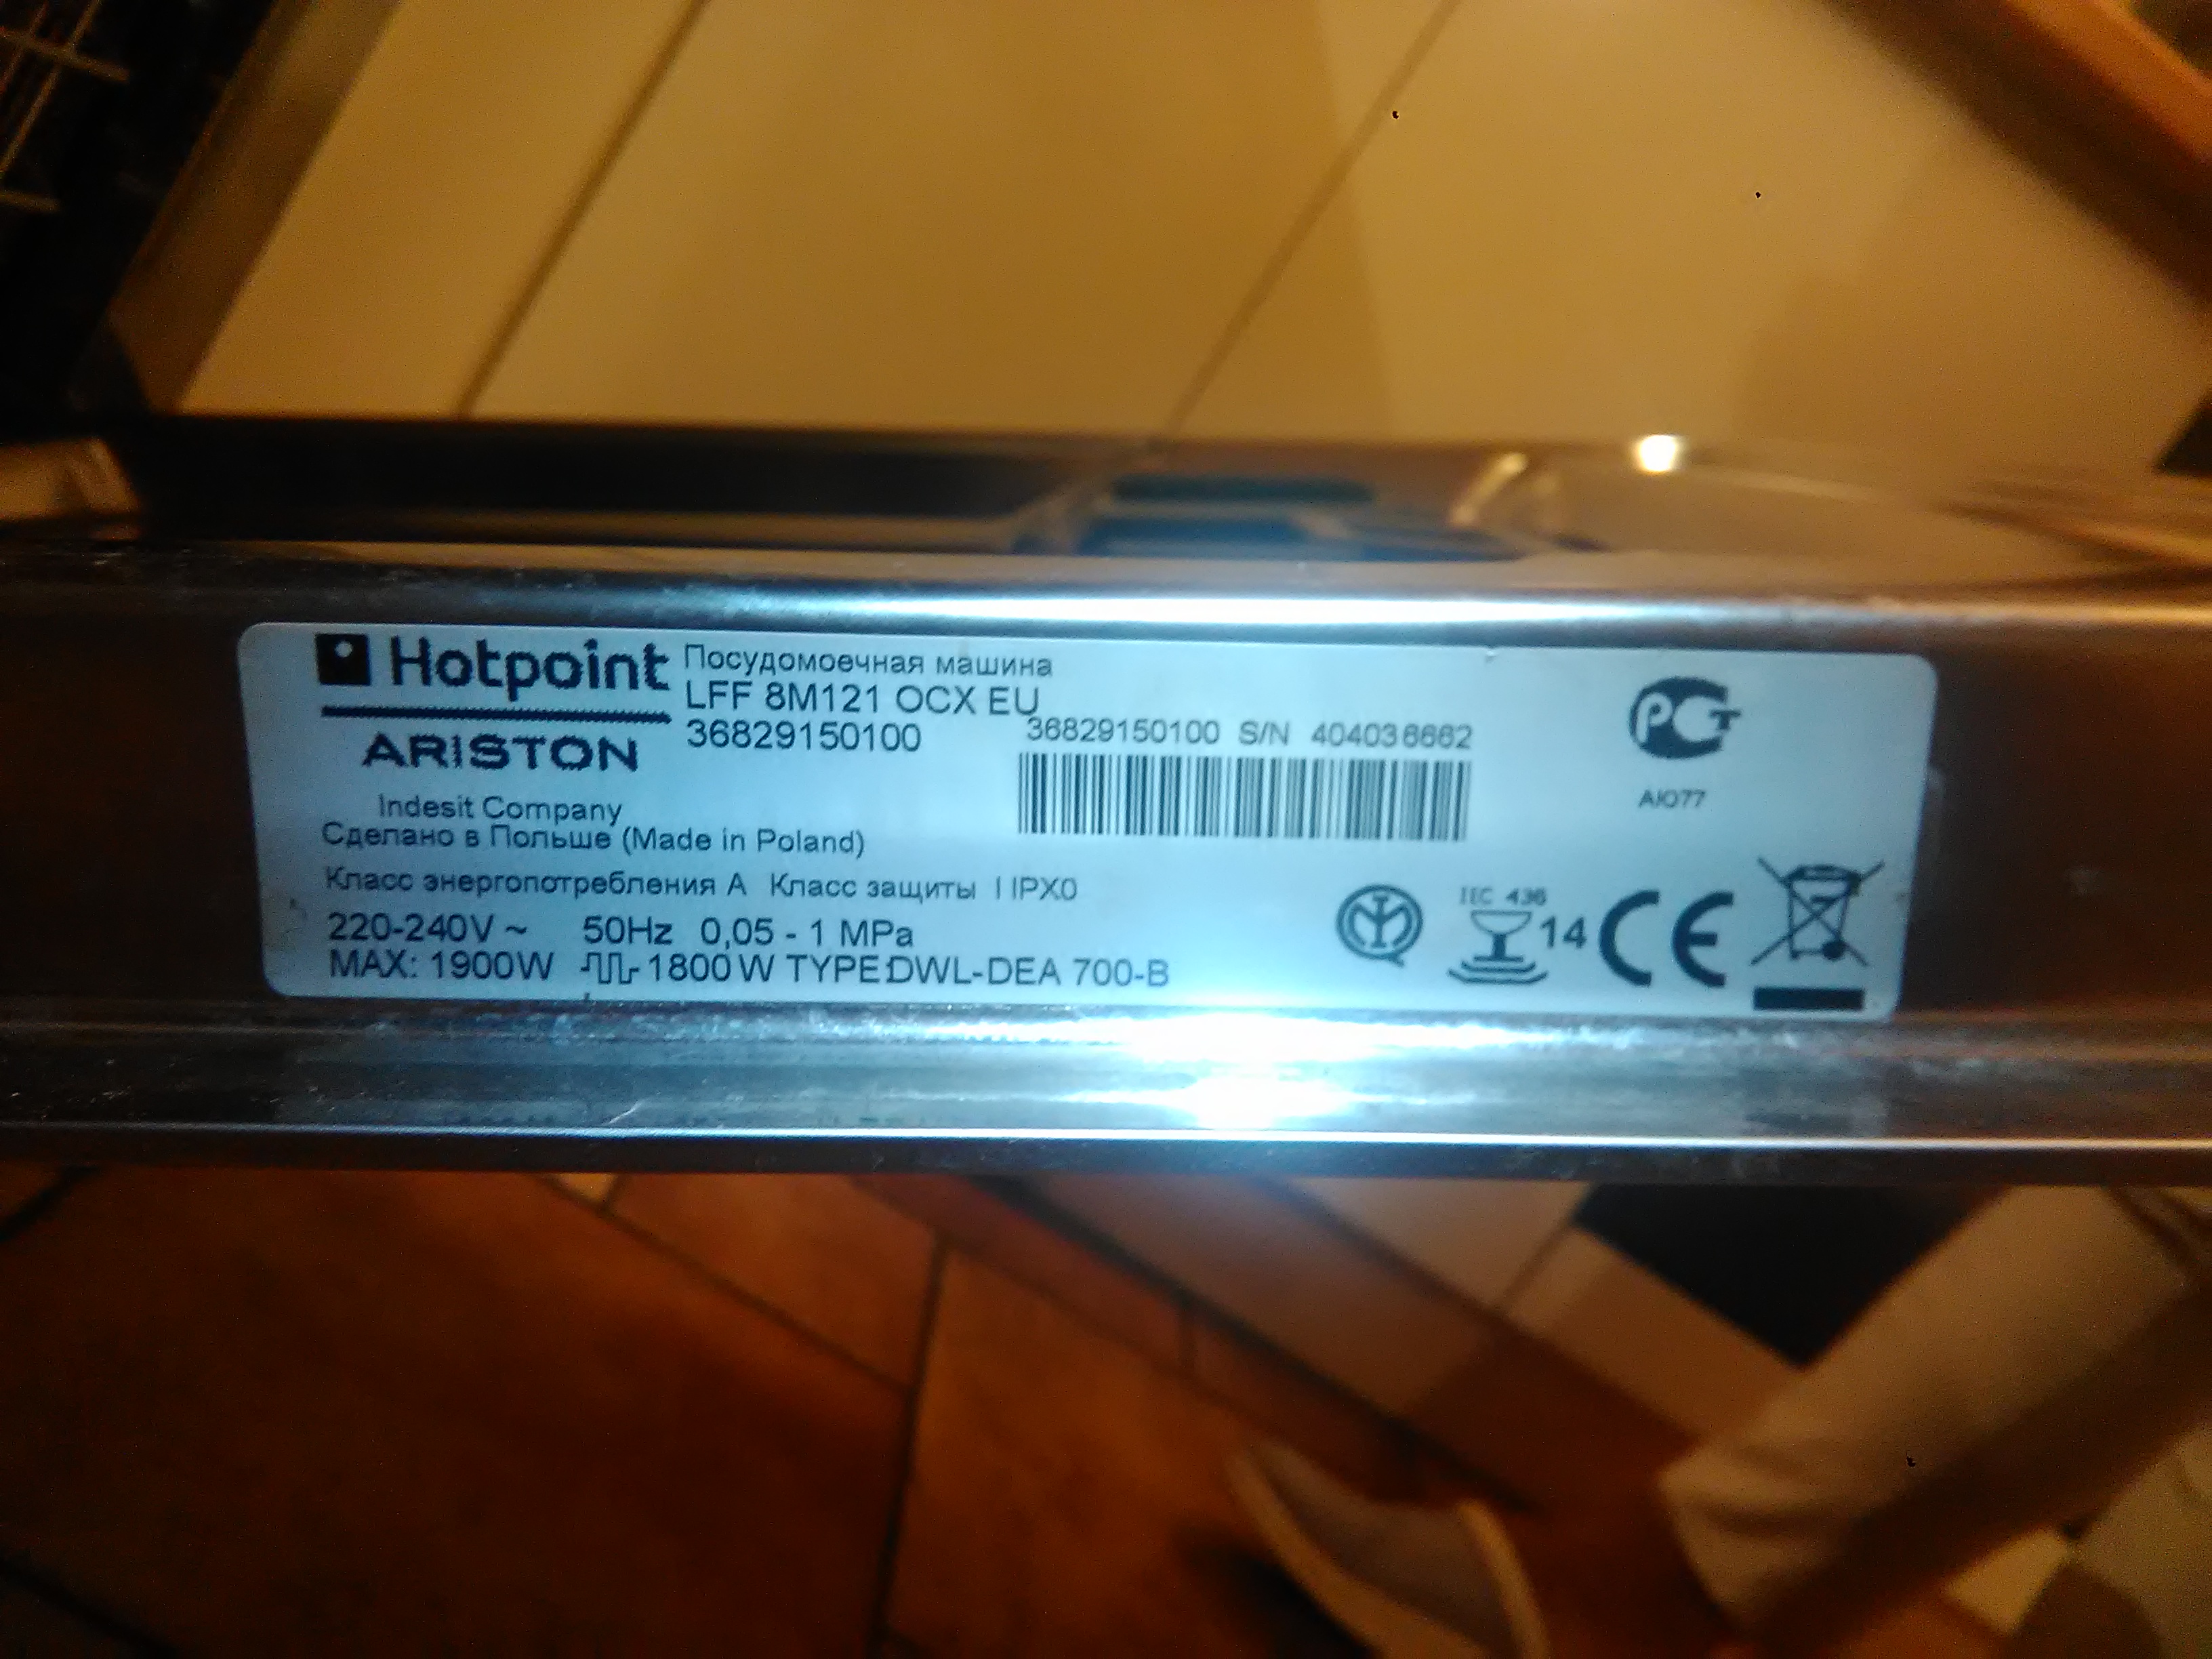 Hotpoint
ARISTON
Посудомоечная машина
LFF 8M121 OCX EU
36829150100
36829150100 S/N 404036662
Indesit Company
Сделано в Польше (Made in Poland)
Класс энергопотребления А Класс защиты I IPX0
220-240V ~ 50Hz 0,05 - 1 MPa
MAX: 1900W 1800 W TYPE:DWL-DEA 700-B
РСТ
АЮ77
IEC 436
14
CE